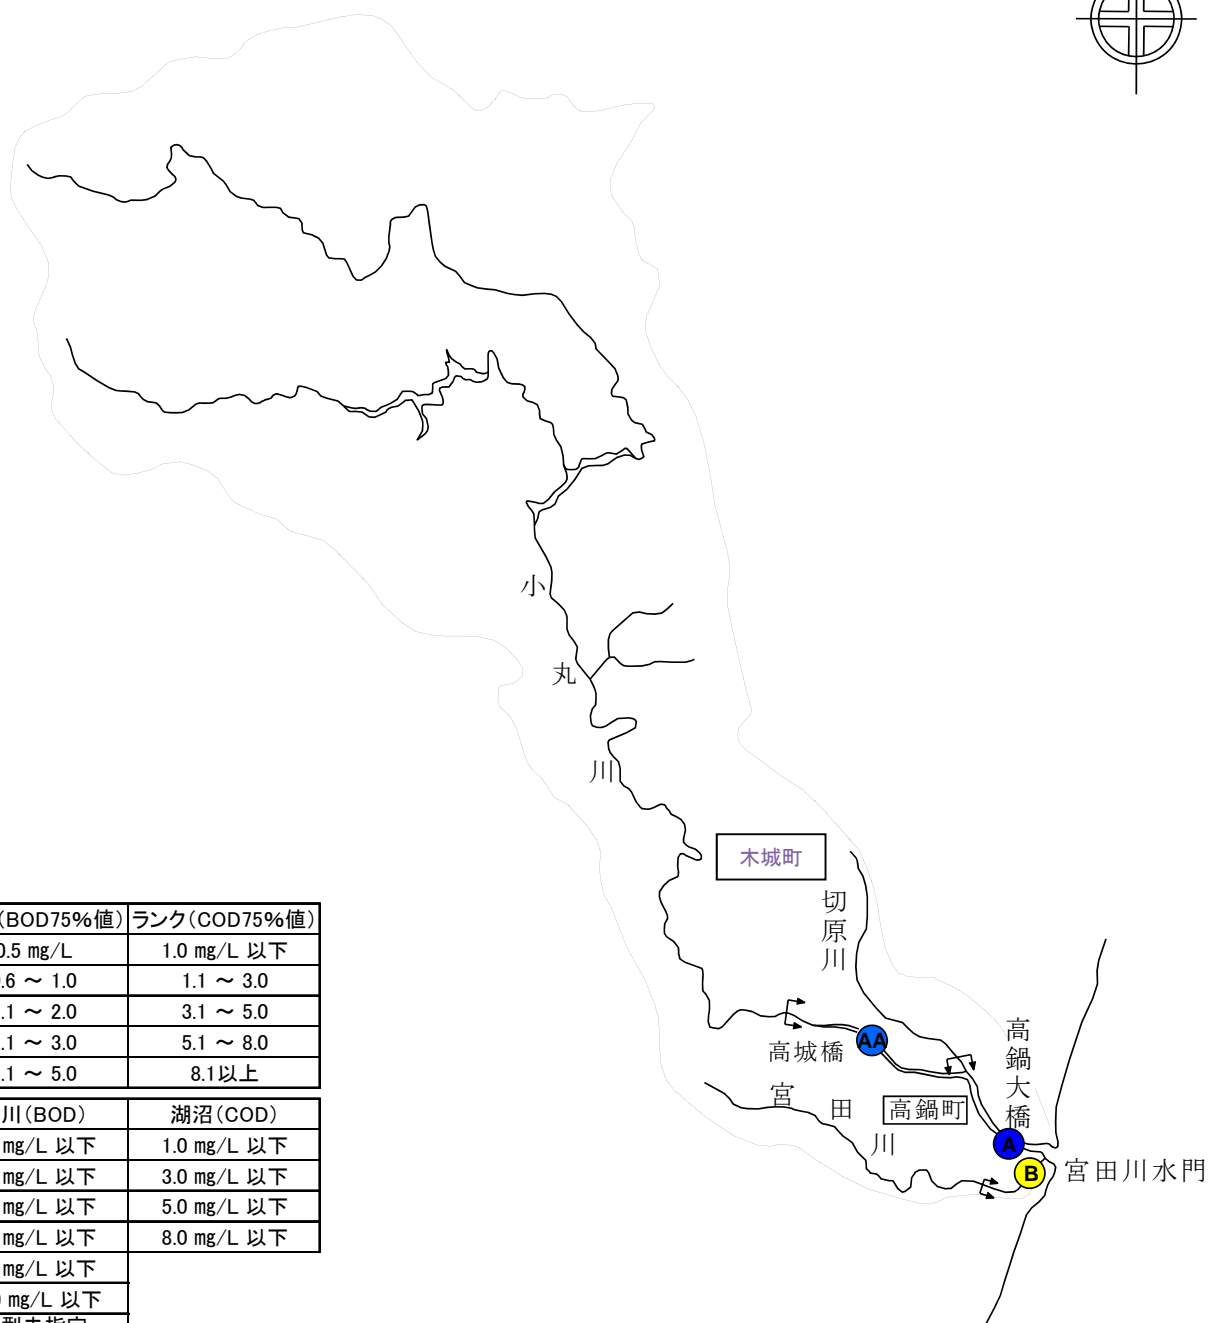 小
丸
川
木城町
切原川
高城橋
AA
高鍋大橋
宮田川
高鍋町
A
B
宮田川水門
(BOD75%値) ランク(COD75%値)
0.5 mg/L 1.0 mg/L 以下
.6 ～ 1.0 1.1 ～ 3.0
.1 ～ 2.0 3.1 ～ 5.0
.1 ～ 3.0 5.1 ～ 8.0
.1 ～ 5.0 8.1以上
川(BOD) 湖沼(COD)
mg/L 以下 1.0 mg/L 以下
mg/L 以下 3.0 mg/L 以下
mg/L 以下 5.0 mg/L 以下
mg/L 以下 8.0 mg/L 以下
mg/L 以下
mg/L 以下